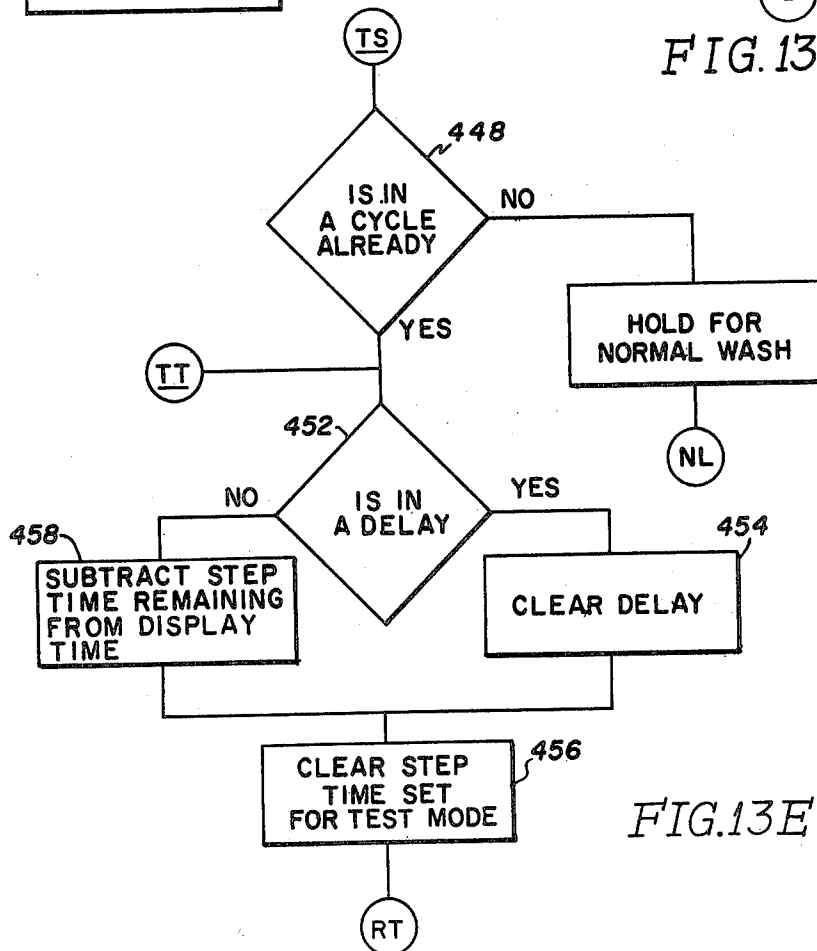 TS
FIG.13
448
IS IN
A CYCLE
ALREADY
NO
YES
HOLD FOR
NORMAL WASH
TT
NL
452
IS IN
A DELAY
NO
YES
458
SUBTRACT STEP
TIME REMAINING
FROM DISPLAY
TIME
454
CLEAR DELAY
CLEAR STEP
TIME SET
FOR TEST MODE
456
FIG.13E
RT